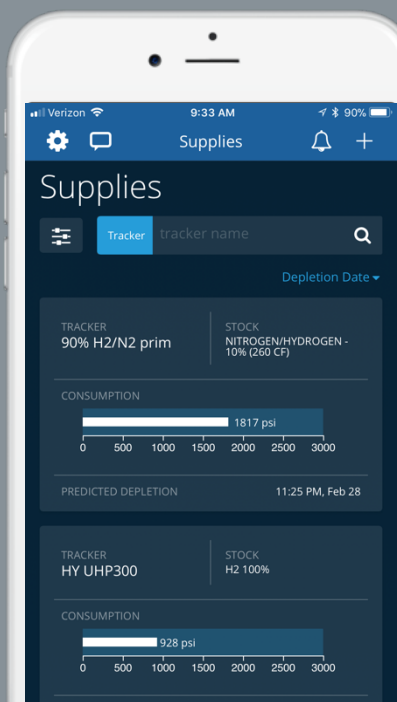 Verizon 9:33 AM 90%
Supplies
Supplies
Tracker tracker name
Depletion Date
TRACKER
90% H2/N2 prim
STOCK
NITROGEN/HYDROGEN -
10% (260 CF)
CONSUMPTION
1817 psi
0 500 1000 1500 2000 2500 3000
PREDICTED DEPLETION 11:25 PM, Feb 28
TRACKER
HY UHP300
STOCK
H2 100%
CONSUMPTION
928 psi
0 500 1000 1500 2000 2500 3000